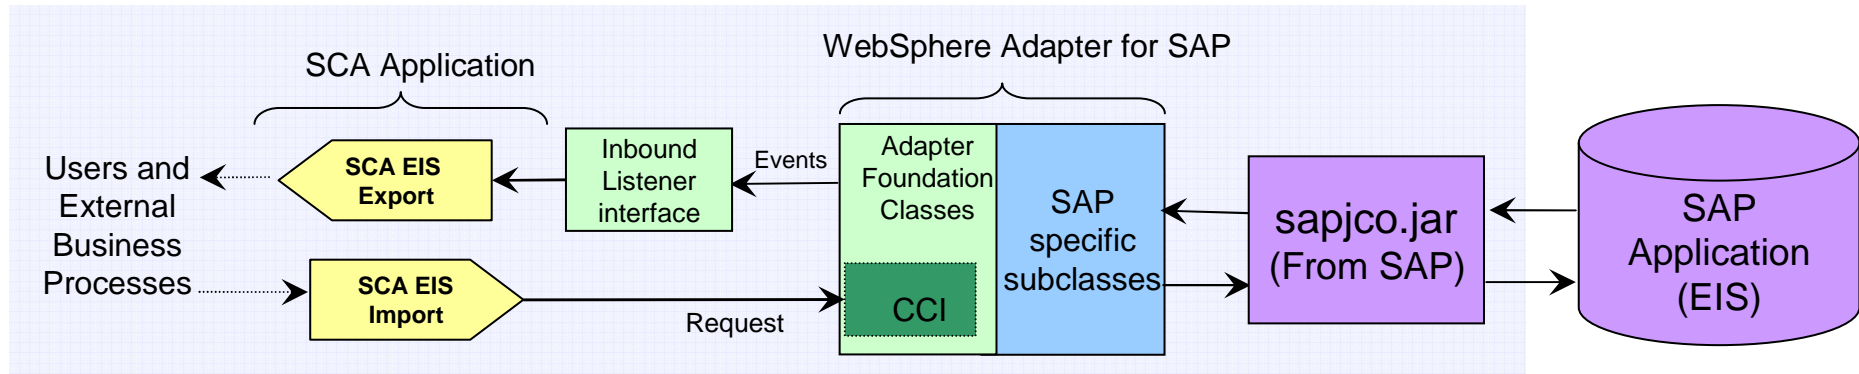 WebSphere Adapter for SAP
SCA Application
Users and
External
Business
Processes
SCA EIS
Export
Inbound
Listener
interface
Events
Adapter
Foundation
Classes
SAP
specific
subclasses
sapjco.jar
(From SAP)
SAP
Application
(EIS)
SCA EIS
Import
Request
CCI